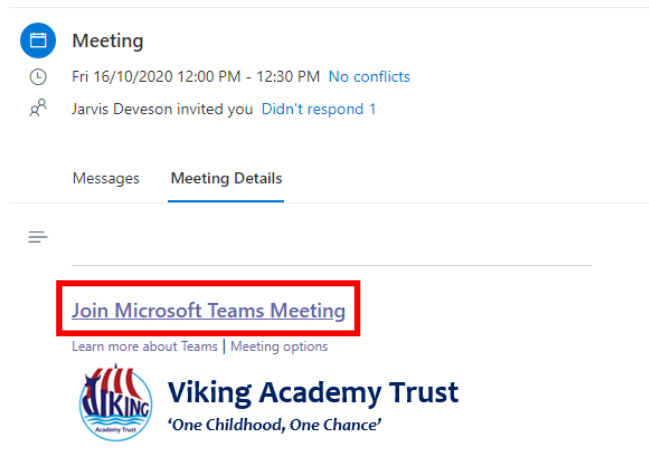 Meeting
Fri 16/10/2020 12:00 PM - 12:30 PM No conflicts
Jarvis Deveson invited you Didn't respond 1
Messages Meeting Details
Join Microsoft Teams Meeting
Learn more about Teams | Meeting options
VIKING
Academy Trust
Viking Academy Trust
‘One Childhood, One Chance’